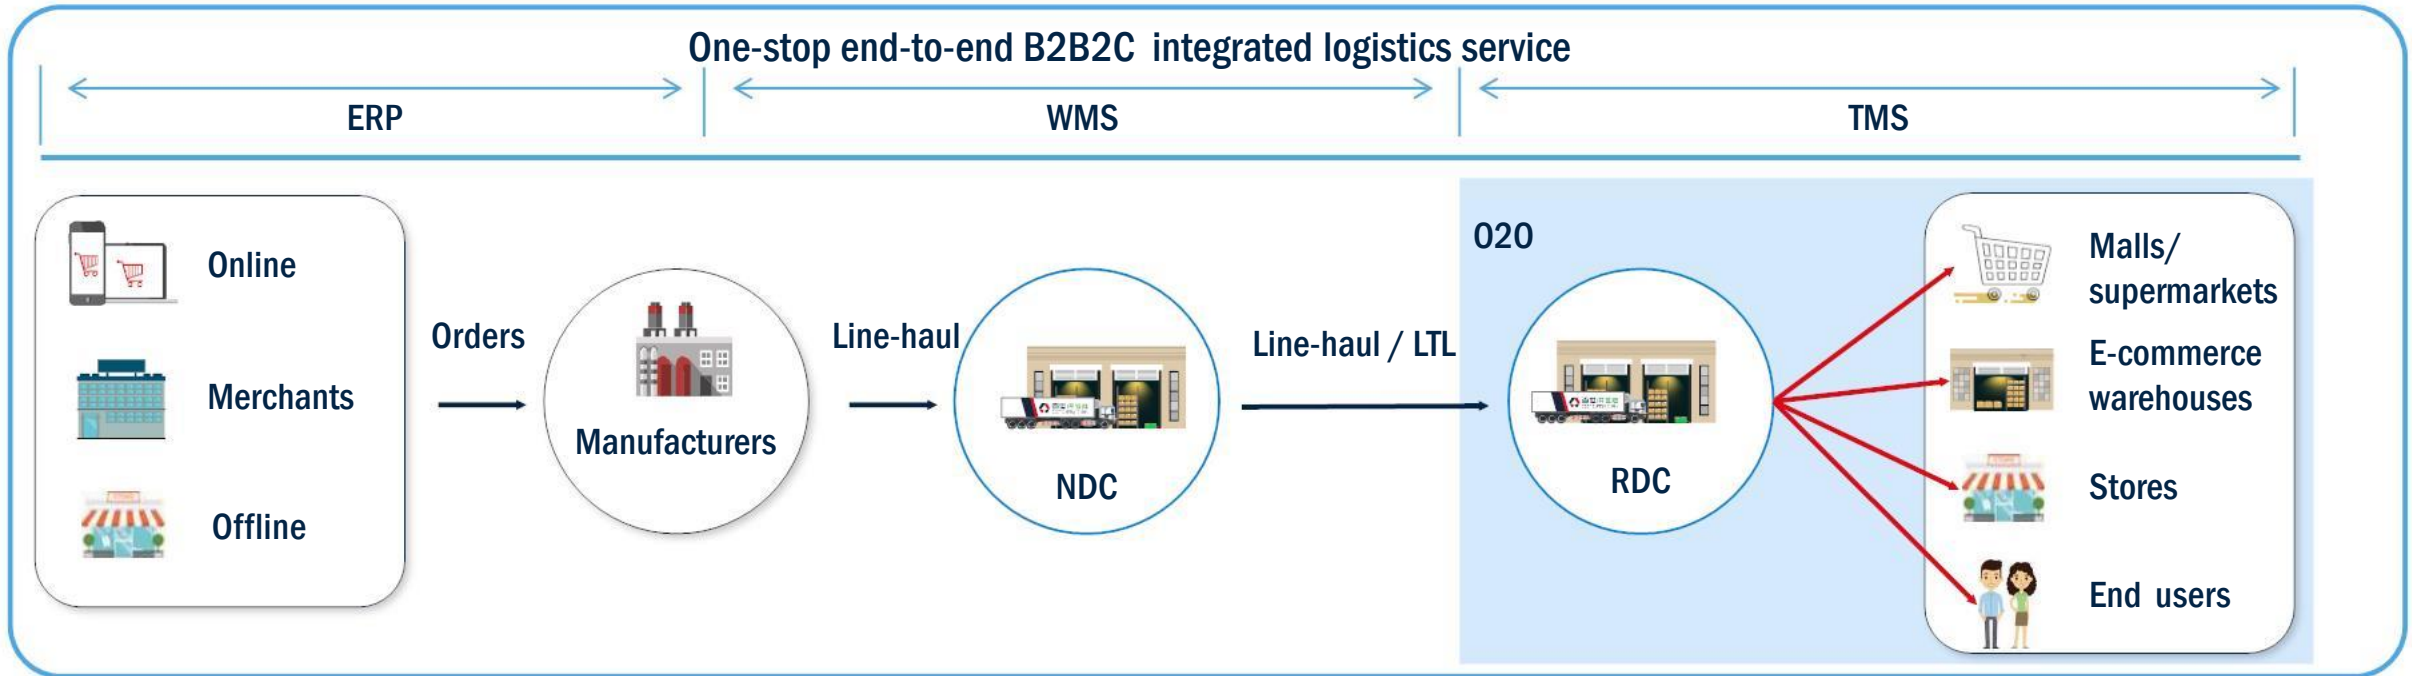 One-stop end-to-end B2B2C integrated logistics service
ERP
WMS
TMS
Online
Merchants
Offline
Orders
Manufacturers
Line-haul
NDC
Line-haul / LTL
O2O
RDC
Malls/
supermarkets
E-commerce
warehouses
Stores
End users